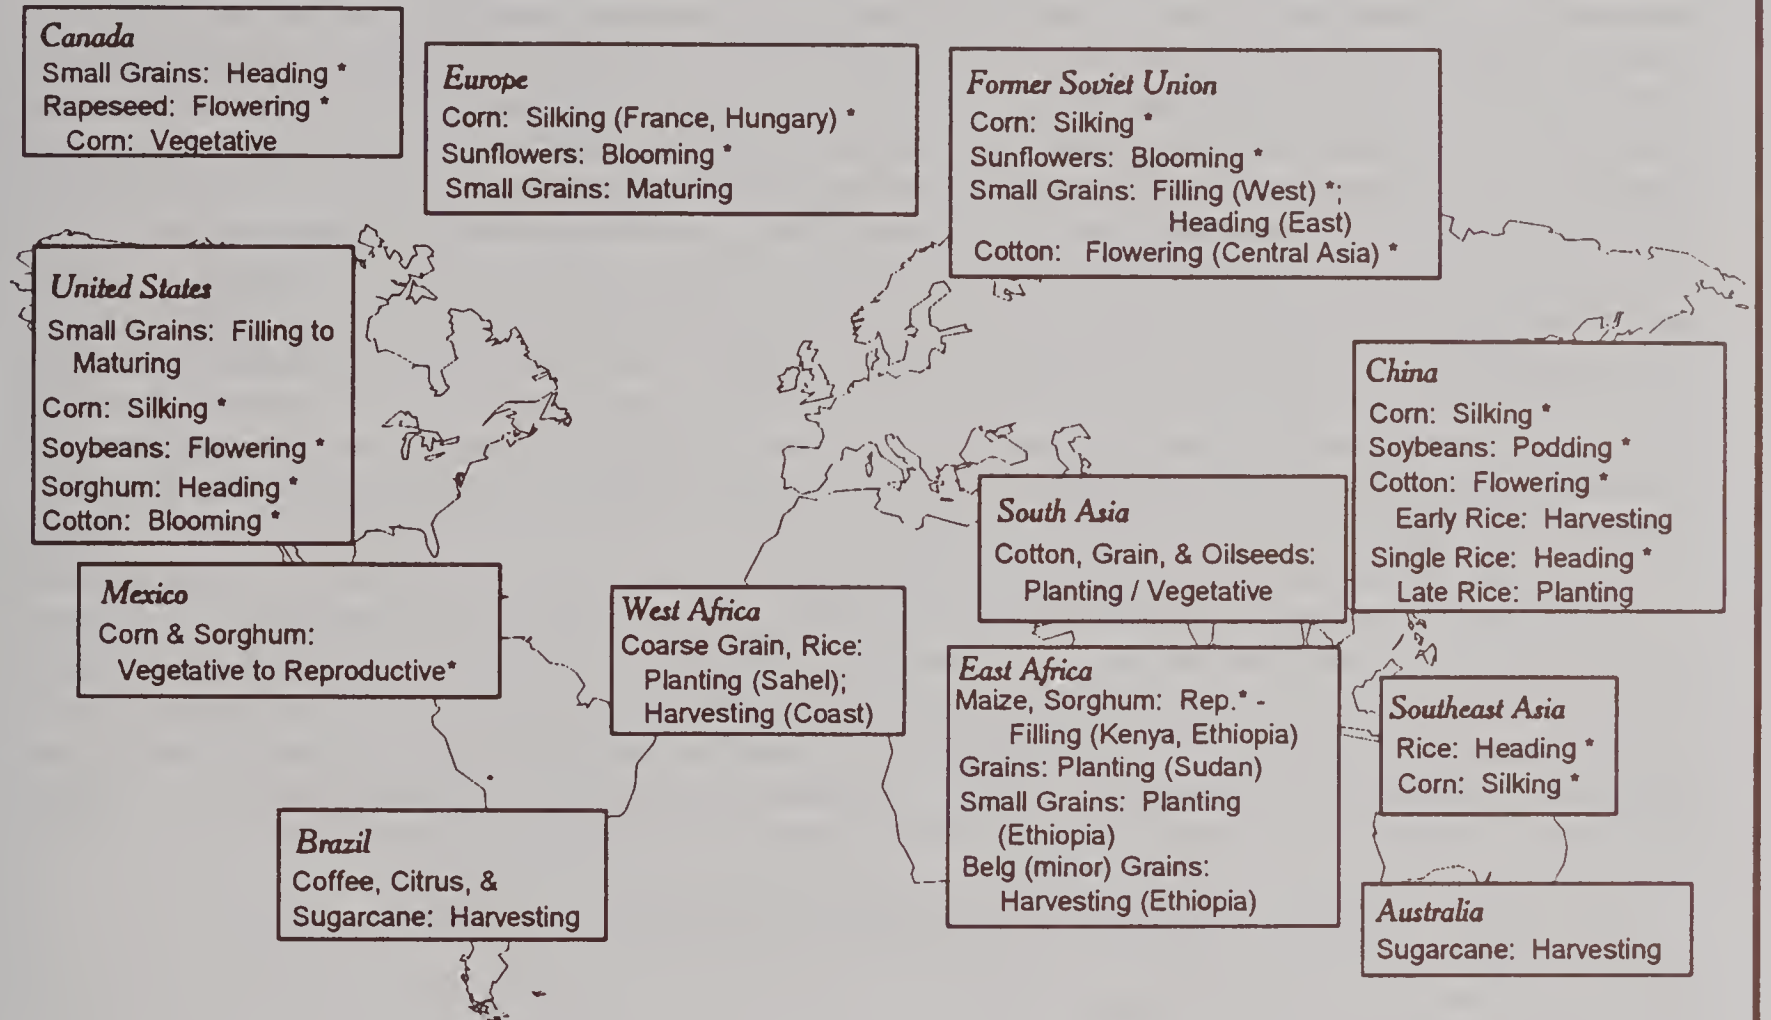 Canada
Small Grains: Heading *
Rapeseed: Flowering *
Corn: Vegetative
Europe
Corn: Silking (France, Hungary) *
Sunflowers: Blooming *
Small Grains: Maturing
Former Soviet Union
Corn: Silking *
Sunflowers: Blooming *
Small Grains: Filling (West) *;
Heading (East)
Cotton: Flowering (Central Asia) *
United States
Small Grains: Filling to
Maturing
Corn: Silking *
Soybeans: Flowering *
Sorghum: Heading *
Cotton: Blooming *
China
Corn: Silking *
Soybeans: Podding *
Cotton: Flowering *
Early Rice: Harvesting
Single Rice: Heading *
Late Rice: Planting
South Asia
Cotton, Grain, & Oilseeds:
Planting / Vegetative
Mexico
Corn & Sorghum:
Vegetative to Reproductive*
West Africa
Coarse Grain, Rice:
Planting (Sahel);
Harvesting (Coast)
East Africa
Maize, Sorghum: Rep.* -
Filling (Kenya, Ethiopia)
Grains: Planting (Sudan)
Small Grains: Planting
(Ethiopia)
Belg (minor) Grains:
Harvesting (Ethiopia)
Southeast Asia
Rice: Heading *
Corn: Silking *
Brazil
Coffee, Citrus, &
Sugarcane: Harvesting
Australia
Sugarcane: Harvesting